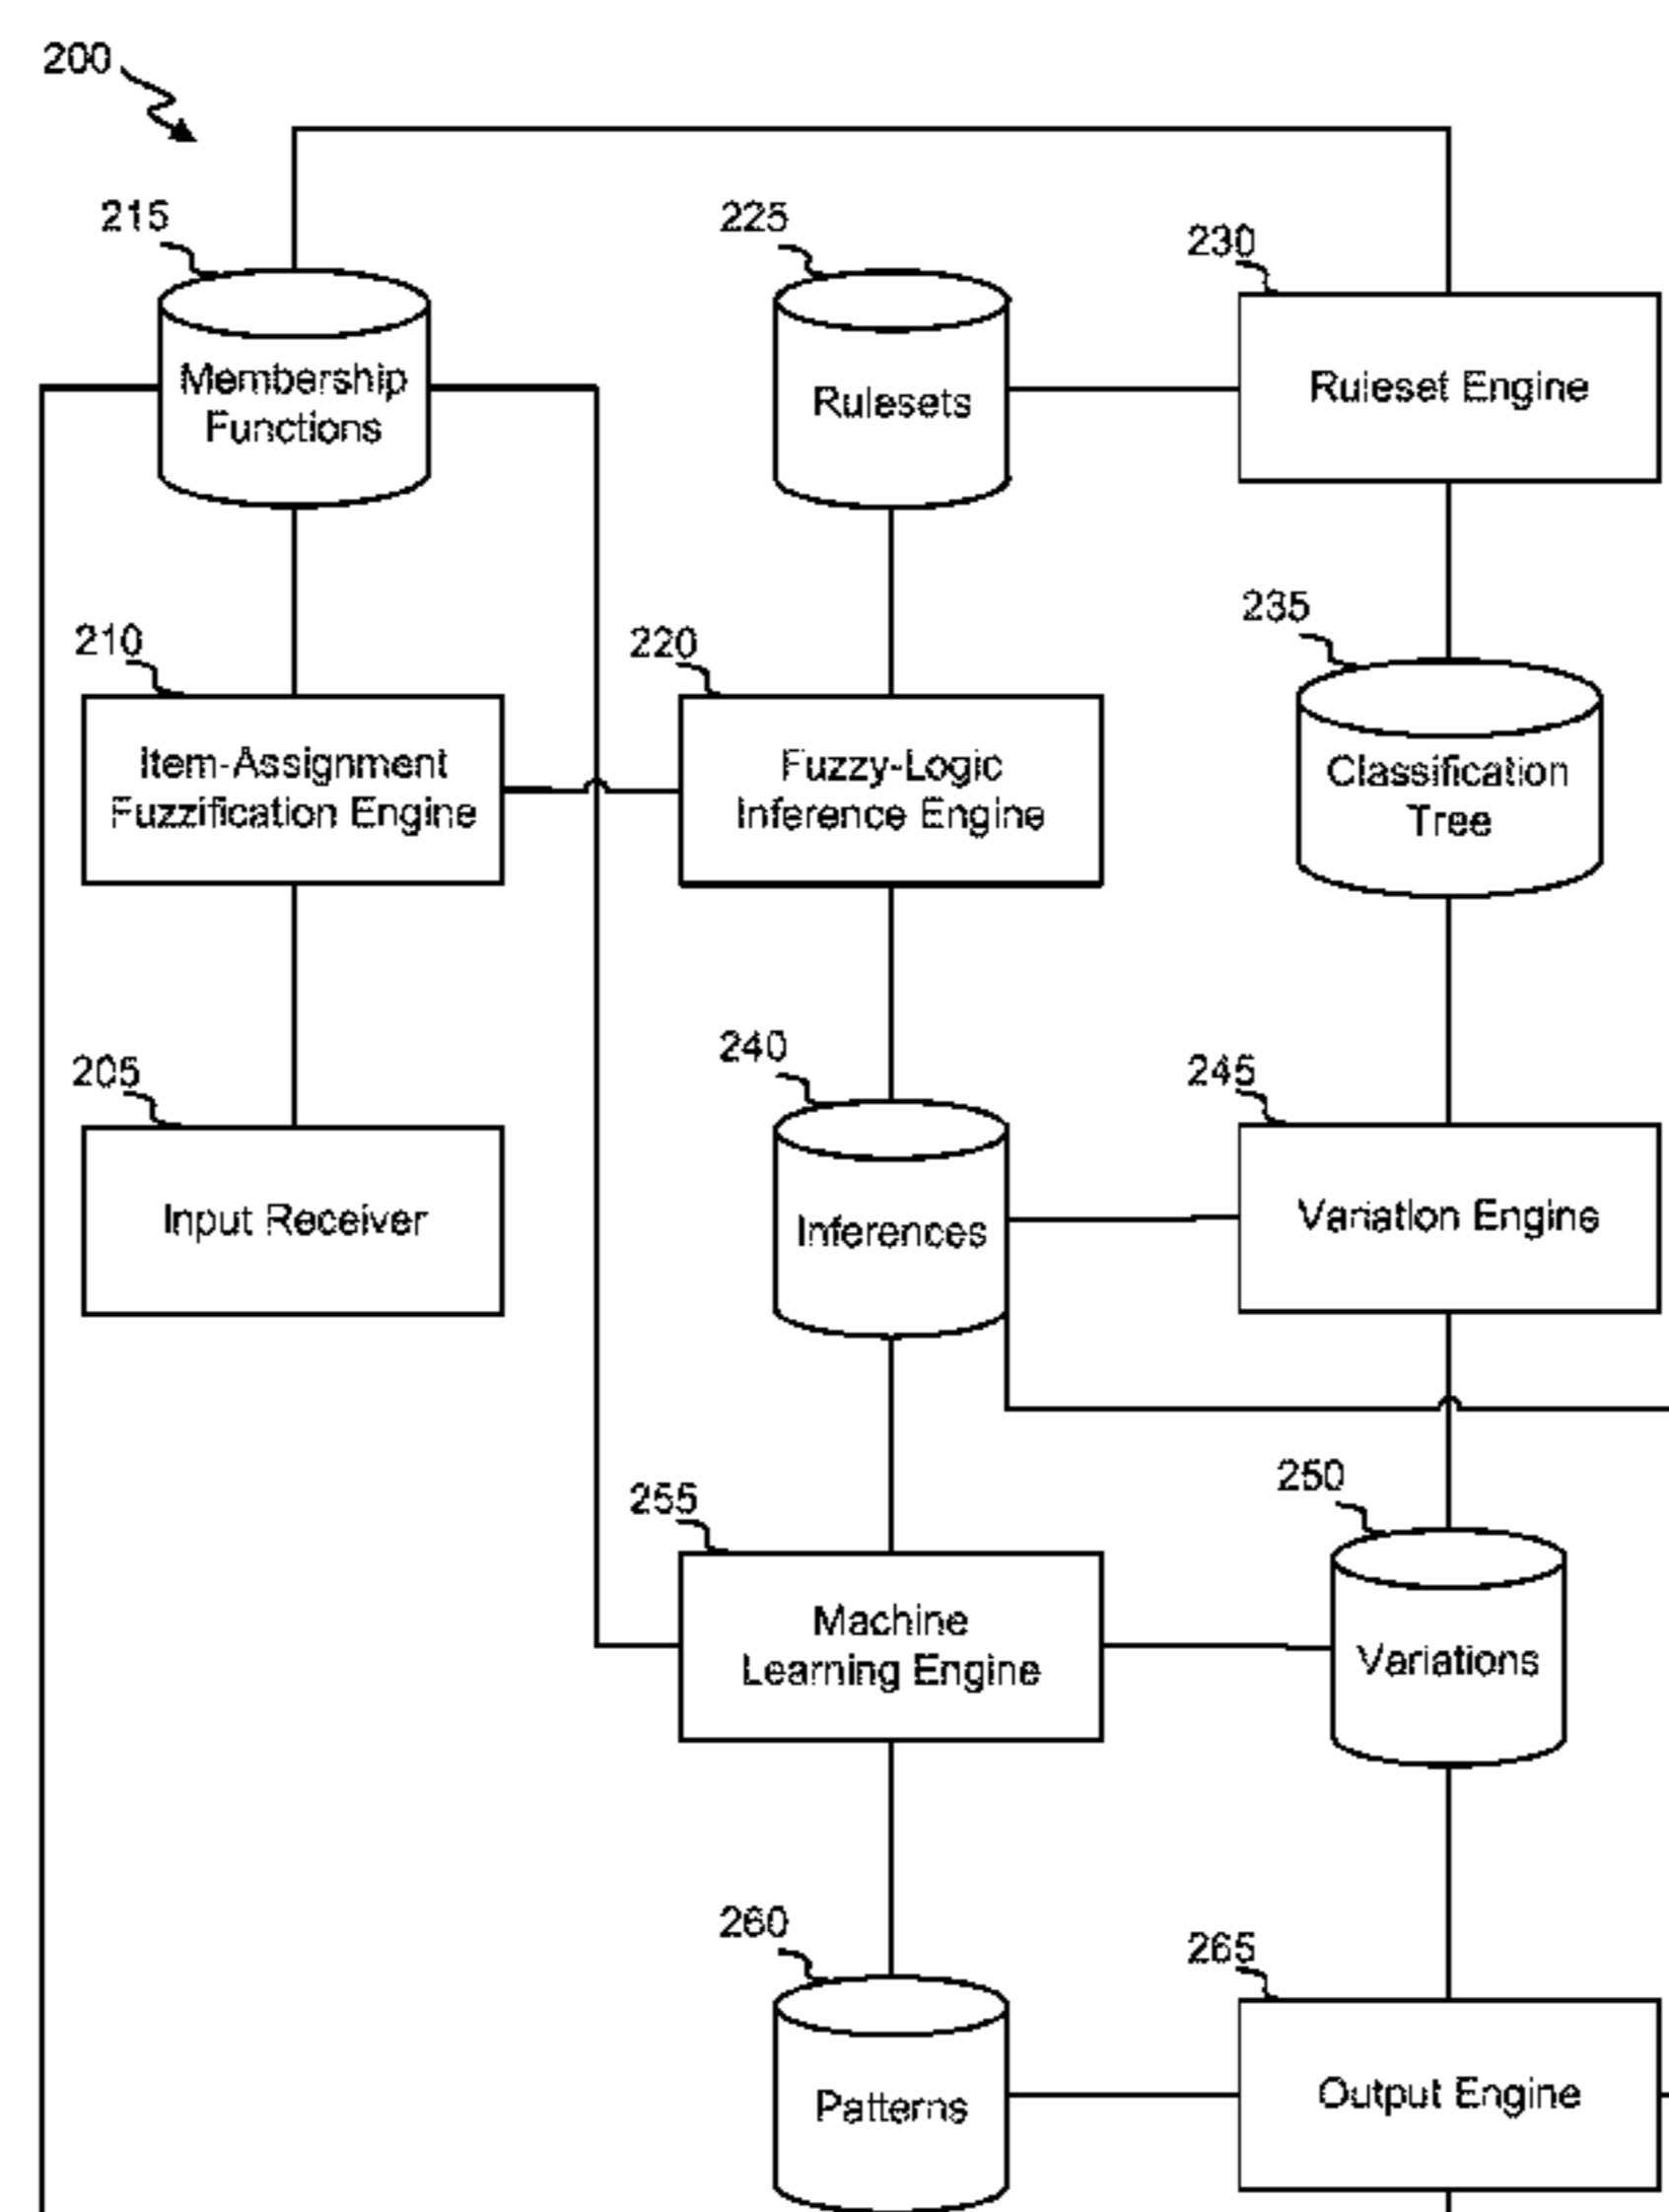 200
215
225
230
Membership
Functions
Rulesets
Ruleset Engine
210
220
235
Item-Assignment
Fuzzification Engine
Fuzzy-Logic
Inference Engine
Classification
Tree
205
240
245
Input Receiver
Inferences
Variation Engine
255
250
Machine
Learning Engine
Variations
260
265
Patterns
Output Engine